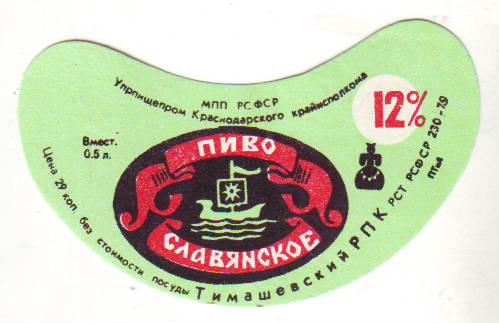 МПП РСФСР
Упрпищепром Краснодарского крайисполкома
12%
Вмест.
0.5 л.
ПИВО
СЛАВЯНСКОЕ
Цена 29 коп. без стоимости посуды
Тимашевский РПК
РСТ РСФСР 230-79